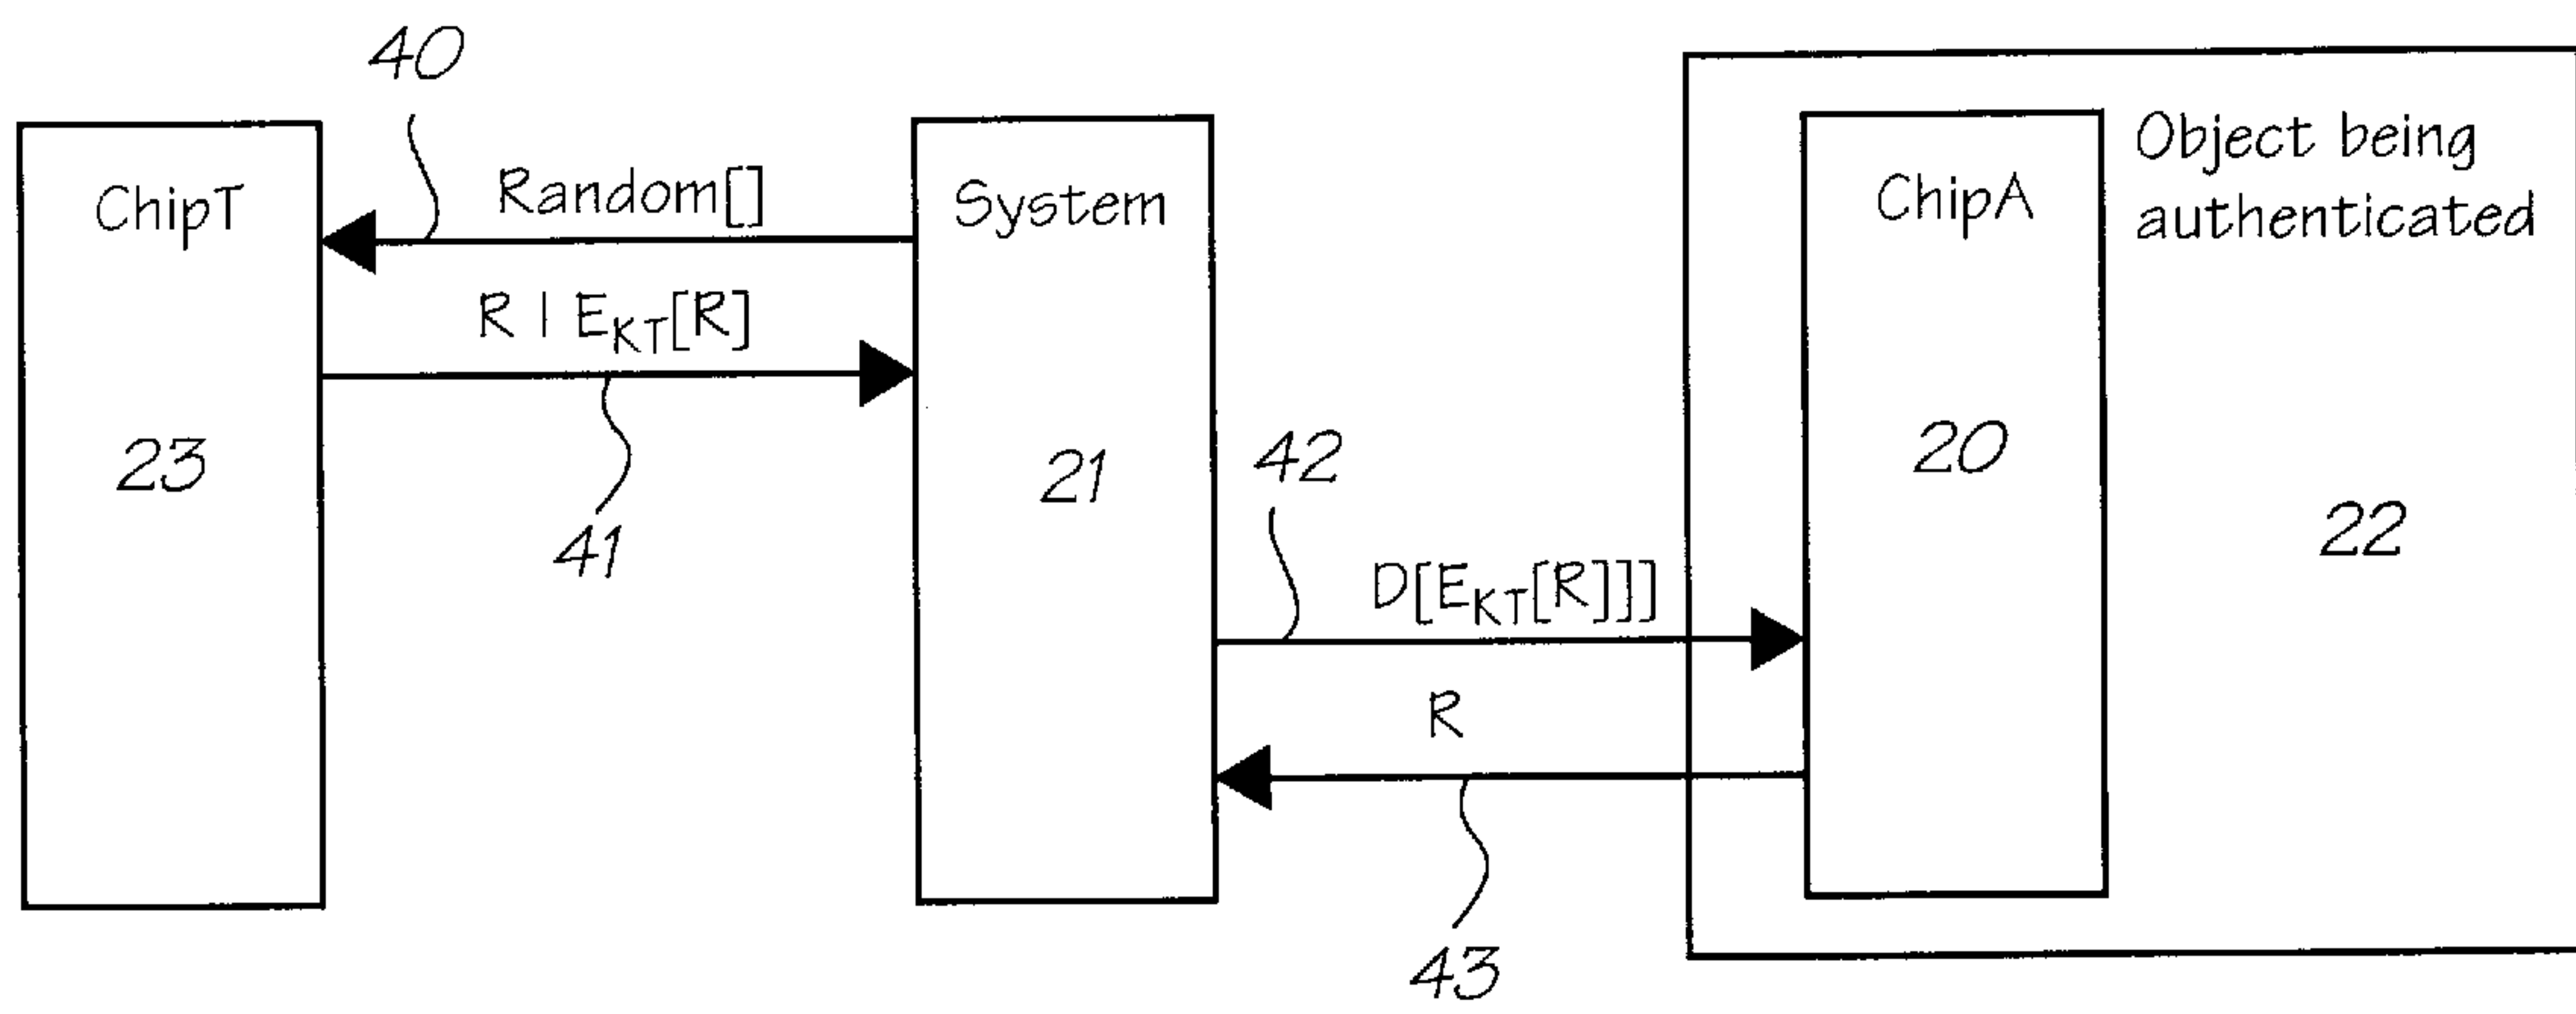 40
ChipT
Random[]
System
ChipA
Object being
authenticated
R | EKT[R]
23
21
20
42
22
41
D[EKT[R]]]
R
43